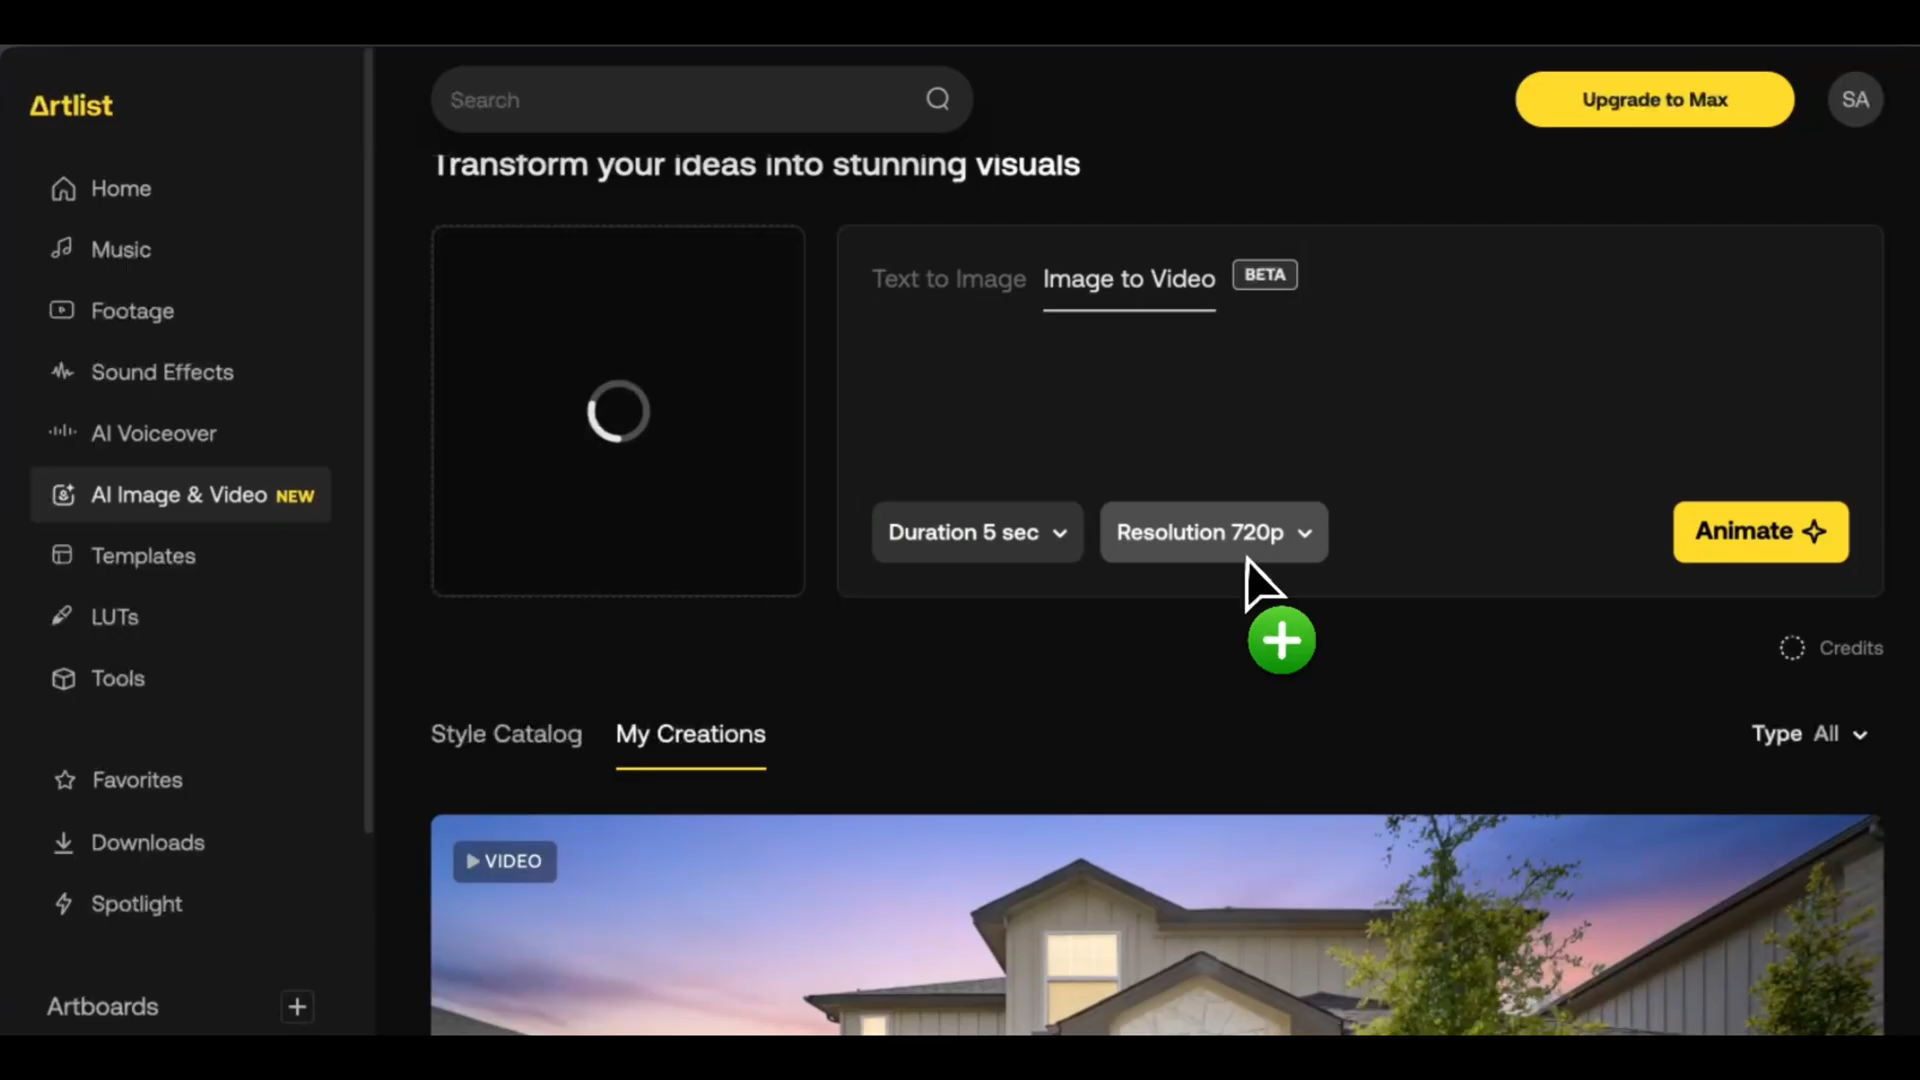 Artlist
Search
Upgrade to Max
SA
Home
Music
Footage
Sound Effects
AI Voiceover
AI Image & Video NEW
Templates
LUTs
Tools
Favorites
Downloads
Spotlight
Artboards
Transform your ideas into stunning visuals
Text to Image
Image to Video
BETA
Duration 5 sec
Resolution 720p
Animate
Credits
Style Catalog
My Creations
Type All
VIDEO